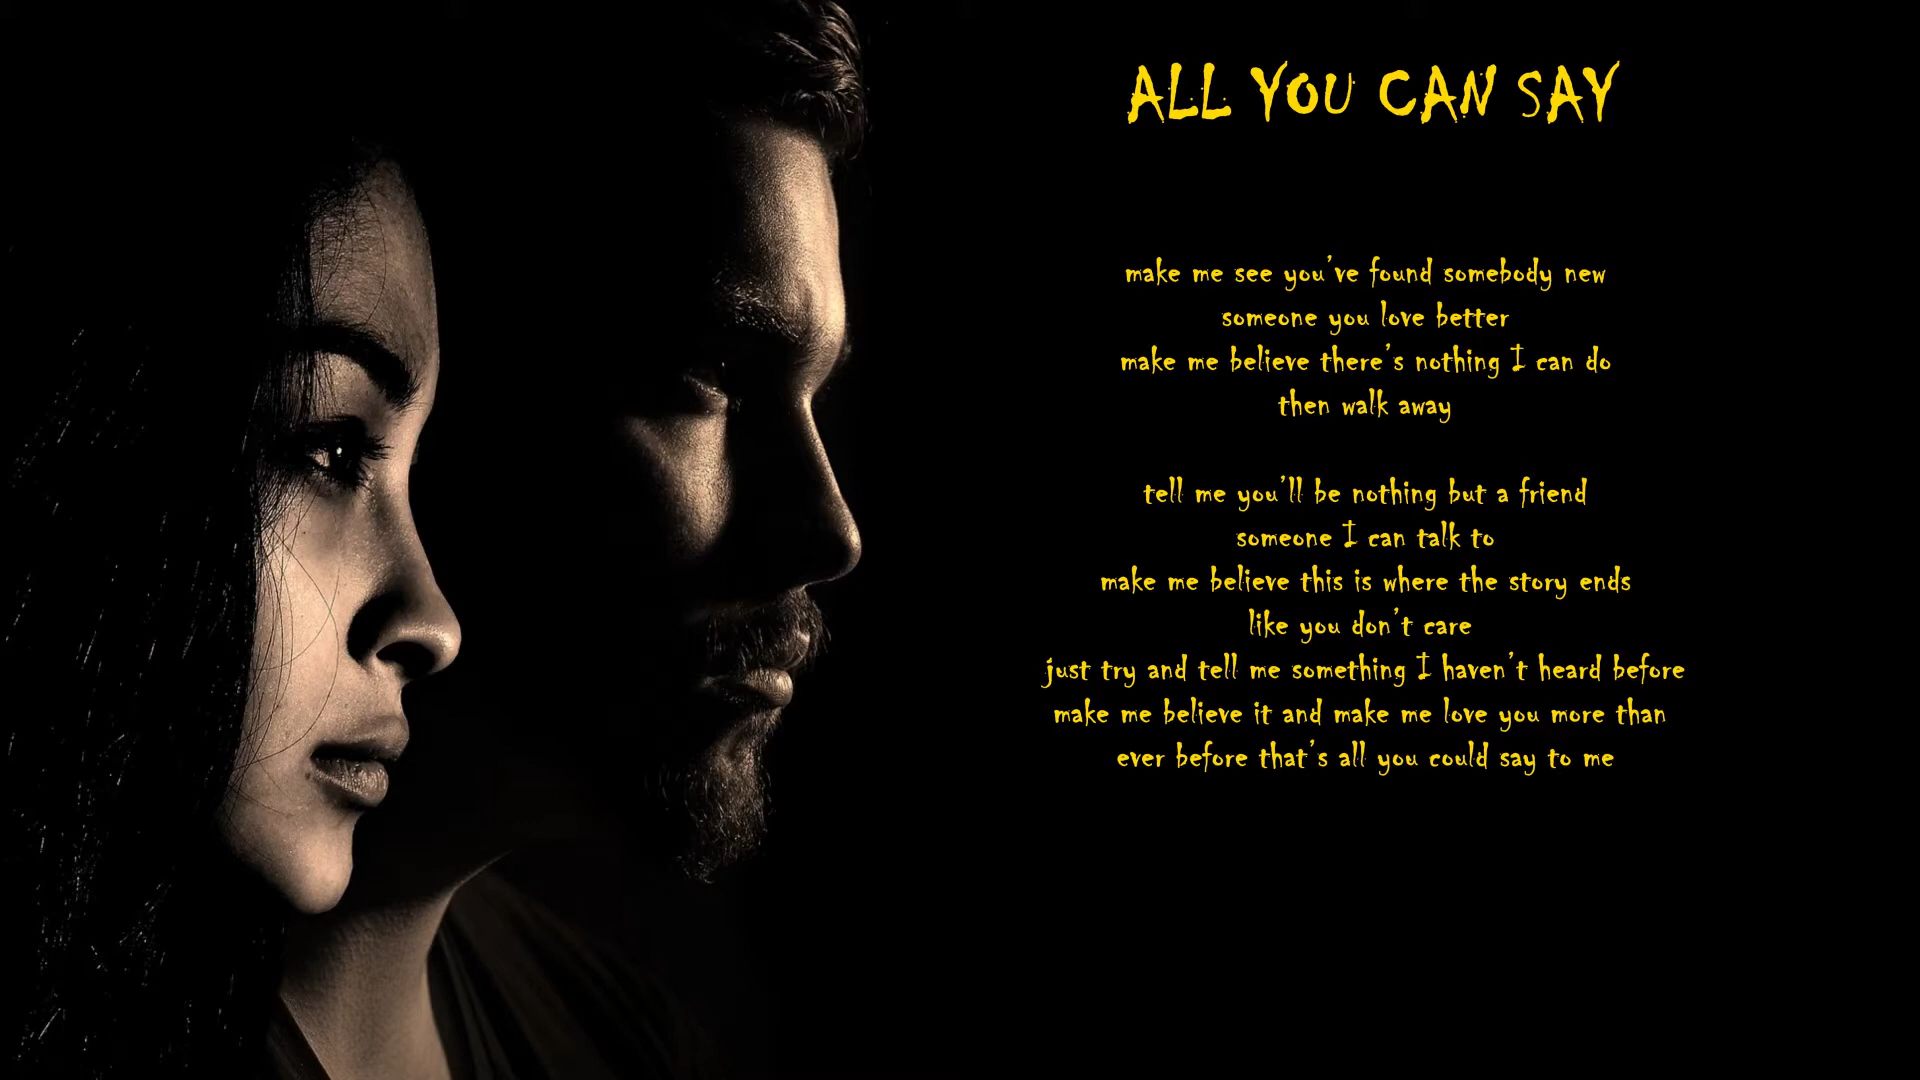 ALL YOU CAN SAY
make me see you've found somebody new
someone you love better
make me believe there's nothing I can do
then walk away
tell me you'll be nothing but a friend
someone I can talk to
make me believe this is where the story ends
like you don't care
just try and tell me something I haven't heard before
make me believe it and make me love you more than
ever before that's all you could say to me